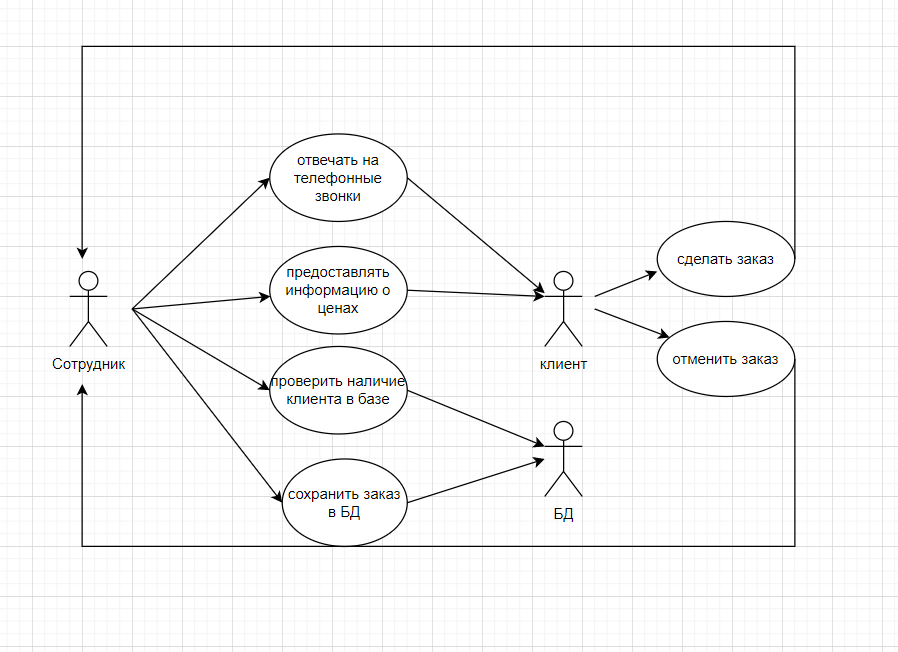 отвечать на
телефонные
звонки
предоставлять
информацию о
ценах
сделать заказ
Сотрудник
клиент
отменить заказ
проверить наличие
клиента в базе
сохранить заказ
в БД
БД